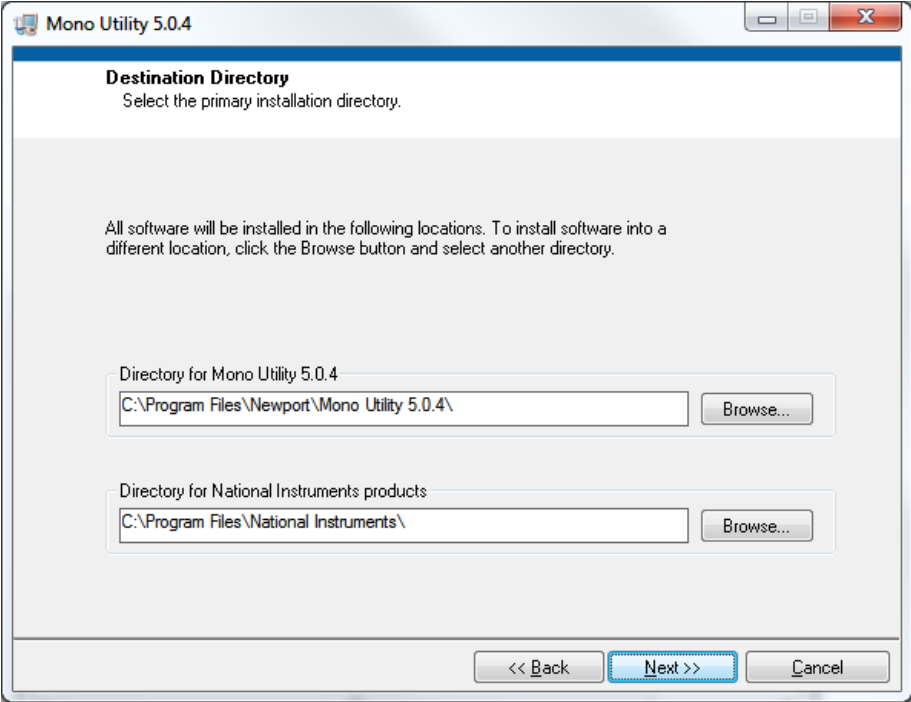 Mono Utility 5.0.4
Destination Directory
Select the primary installation directory.
All software will be installed in the following locations. To install software into a
different location, click the Browse button and select another directory.
Directory for Mono Utility 5.0.4
C:\Program Files\Newport\Mono Utility 5.0.4\
Browse...
Directory for National Instruments products
C:\Program Files\National Instruments\
Browse...
<< Back
Next >>
Cancel